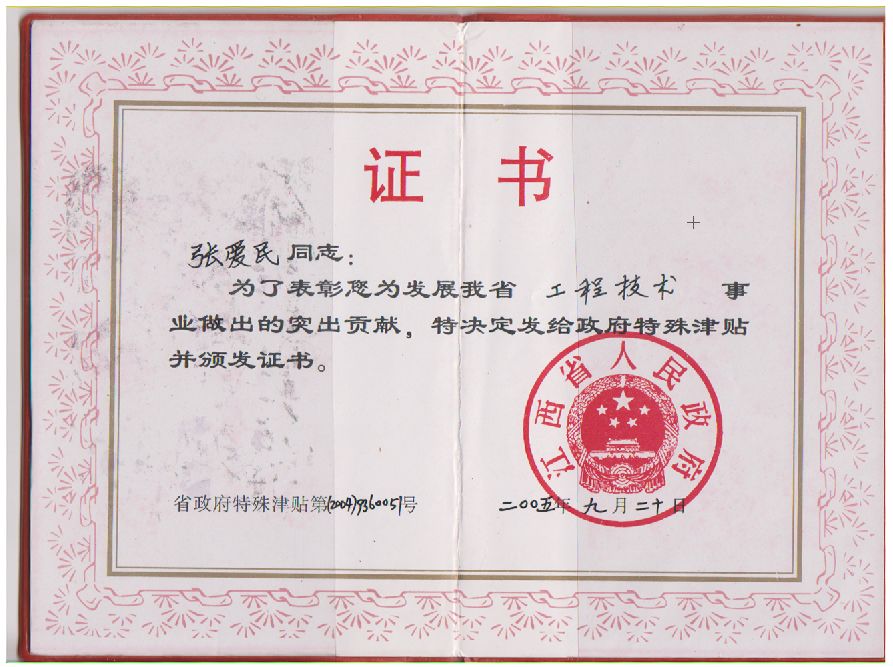 证书
张爱民同志：
为了表彰您为发展我省 工程技术 事
业做出的突出贡献，特决定发给政府特殊津贴
并颁发证书。
江西省人民政府
省政府特殊津贴第(2004)9360051号
二00五年九月二十日